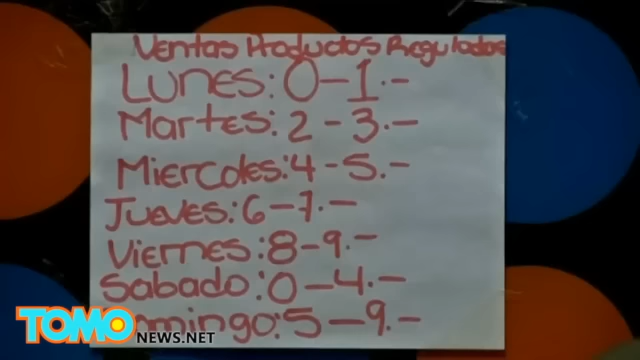 Ventas Productos Regulados
LUNES: 0-1.-
Martes: 2-3.-
Miercoles: 4-5.-
Jueves: 6-7.-
Viernes: 8-9.-
Sabado: 0-4.-
omingo: 5-9.-
TOMO
NEWS.NET